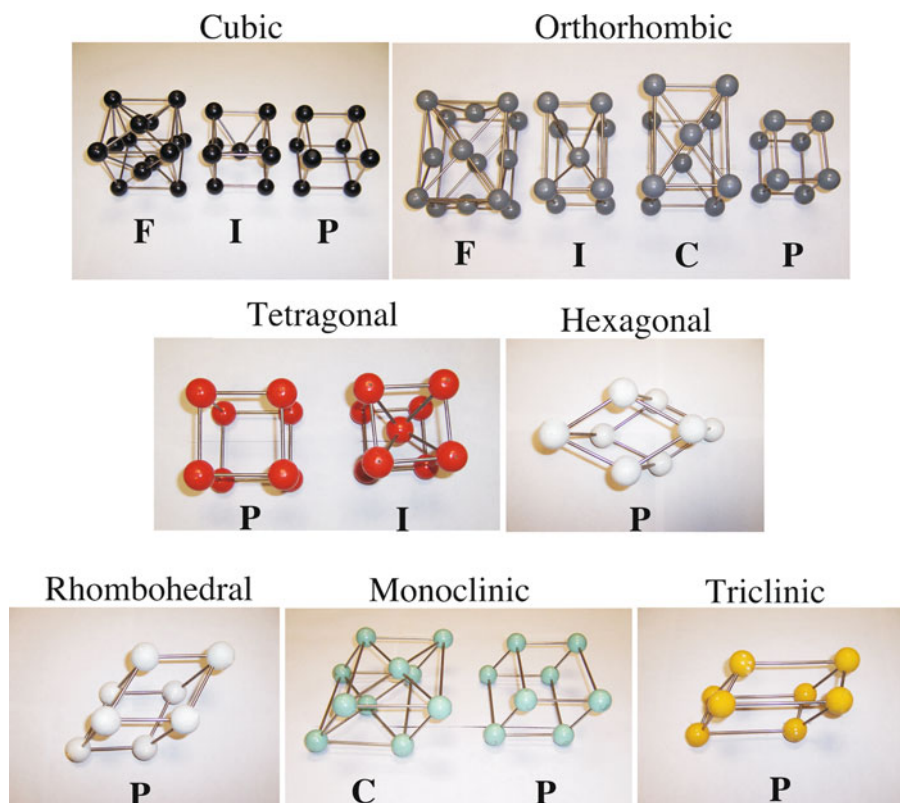 Cubic
Orthorhombic
F I P
F I C P
Tetragonal
Hexagonal
P I
P
Rhombohedral
Monoclinic
Triclinic
P
C P
P